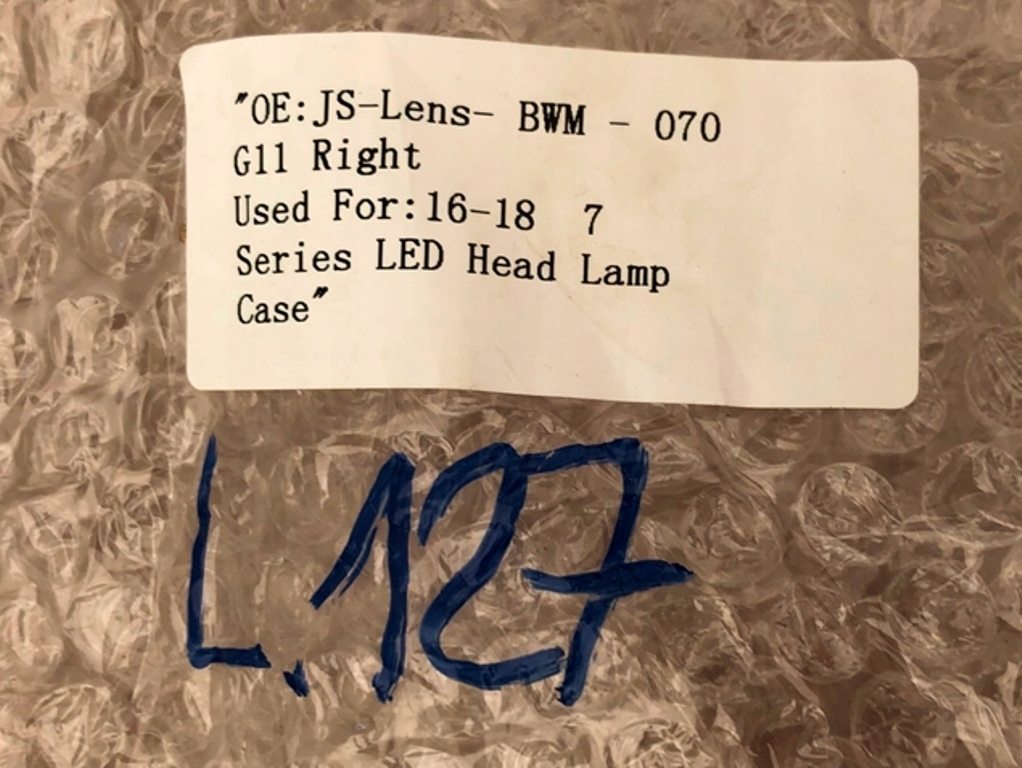 "OE:JS-Lens- BWM - 070
G11 Right
Used For:16-18 7
Series LED Head Lamp
Case"
L.127